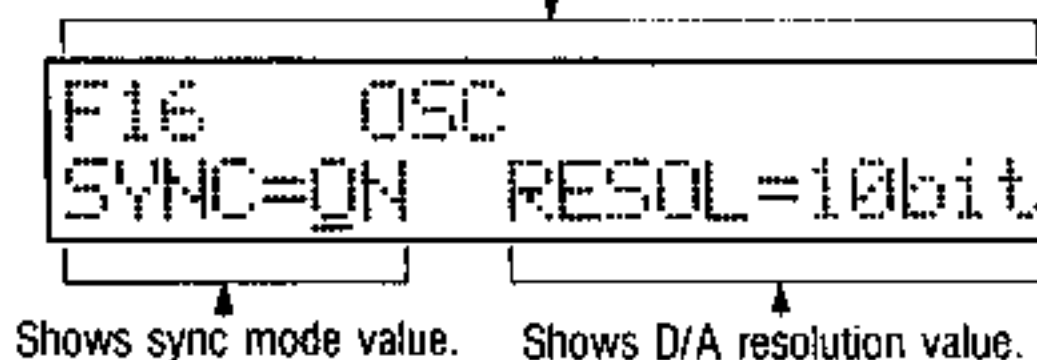 F16 OSC
SYNC=ON RESOL=10bit
Shows sync mode value. Shows D/A resolution value.